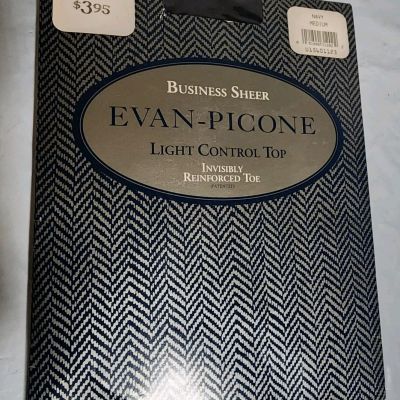 $3.95
NAVY
MEDIUM
BUSINESS SHEER
EVAN-PICONE
LIGHT CONTROL TOP
INVISIBLY
REINFORCED TOE
(PATENTED)